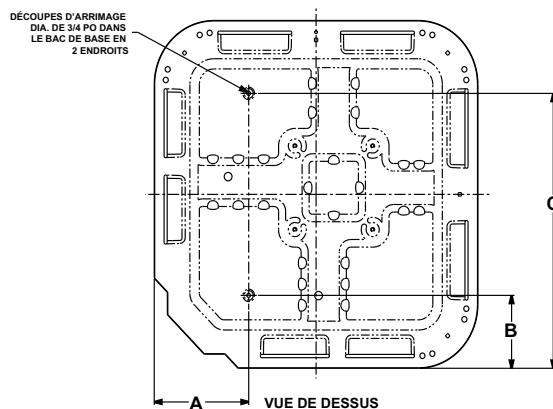 DÉCOUPES D'ARRIMAGE
DIA. DE 3/4 PO DANS
LE BAC DE BASE EN
2 ENDROITS
C
B
A
VUE DE DESSUS